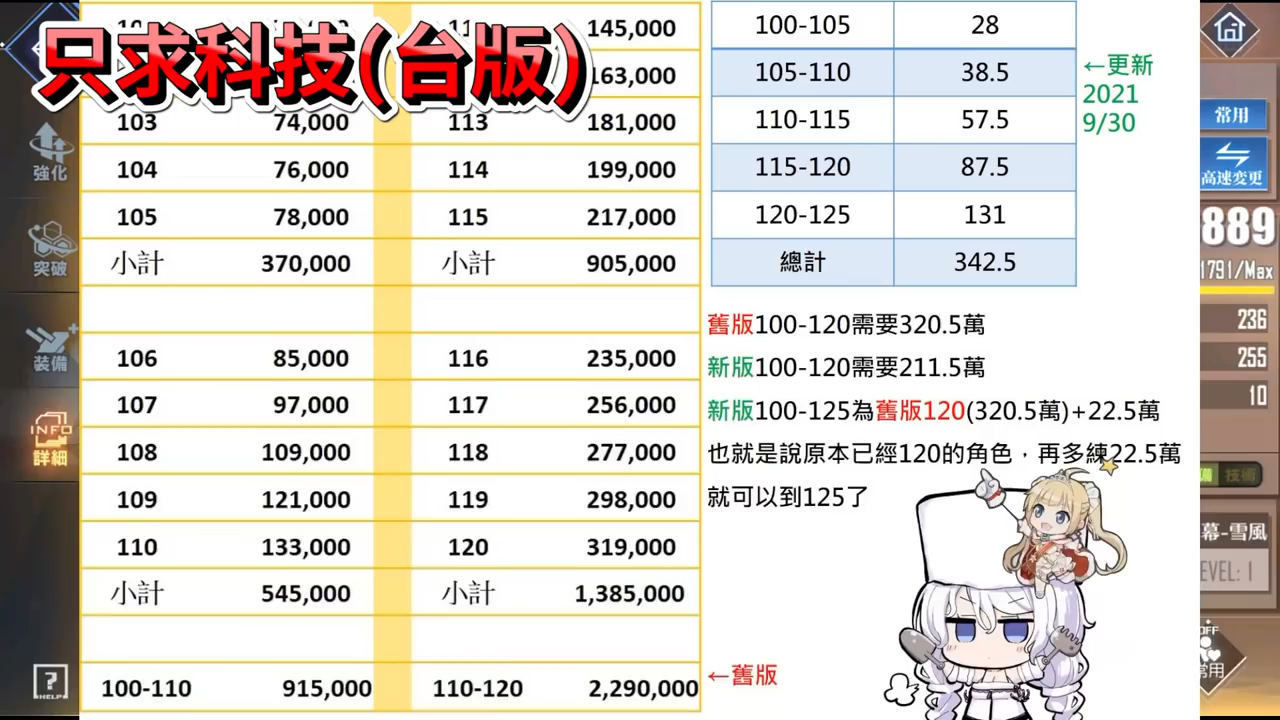 只求科技(台版)
145,000
163,000
103 74,000 113 181,000
104 76,000 114 199,000
105 78,000 115 217,000
小計 370,000 小計 905,000
106 85,000 116 235,000
107 97,000 117 256,000
108 109,000 118 277,000
109 121,000 119 298,000
110 133,000 120 319,000
小計 545,000 小計 1,385,000
100-110 915,000 110-120 2,290,000
←舊版
100-105 28
105-110 38.5
110-115 57.5
115-120 87.5
120-125 131
總計 342.5
←更新
2021
9/30
舊版100-120需要320.5萬
新版100-120需要211.5萬
新版100-125為舊版120(320.5萬)+22.5萬
也就是說原本已經120的角色，再多練22.5萬
就可以到125了
強化
突破
装備
INFO
詳細
?
HELP
常用
高速変更
889
1791/Max
236
255
10
技術
幕-雪風
EVEL: 1
OFF
常用